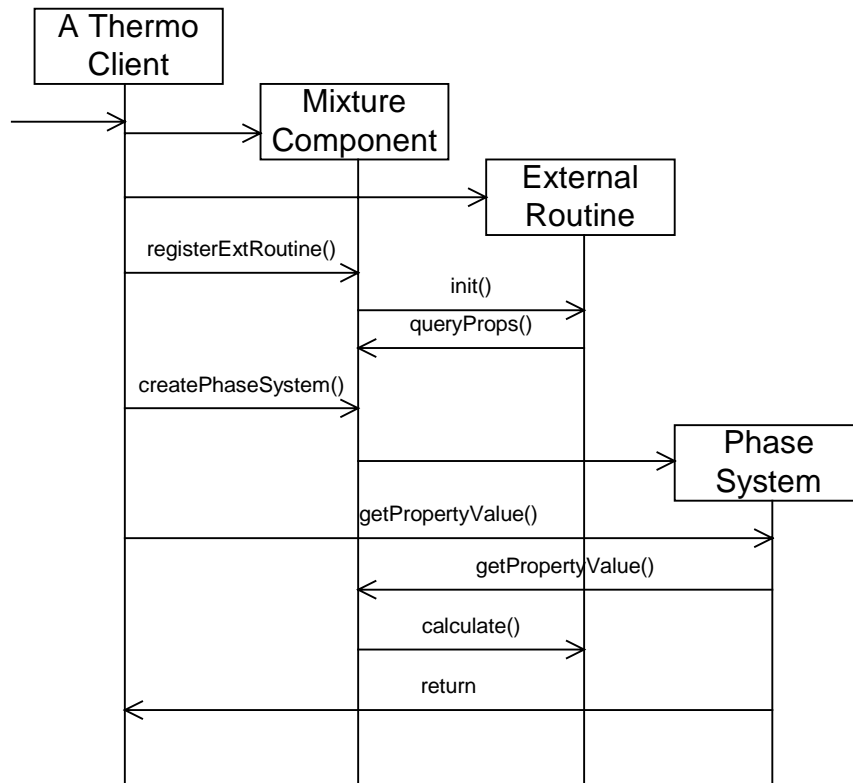 A Thermo
Client
Mixture
Component
External
Routine
registerExtRoutine()
init()
queryProps()
createPhaseSystem()
Phase
System
getPropertyValue()
getPropertyValue()
calculate()
return